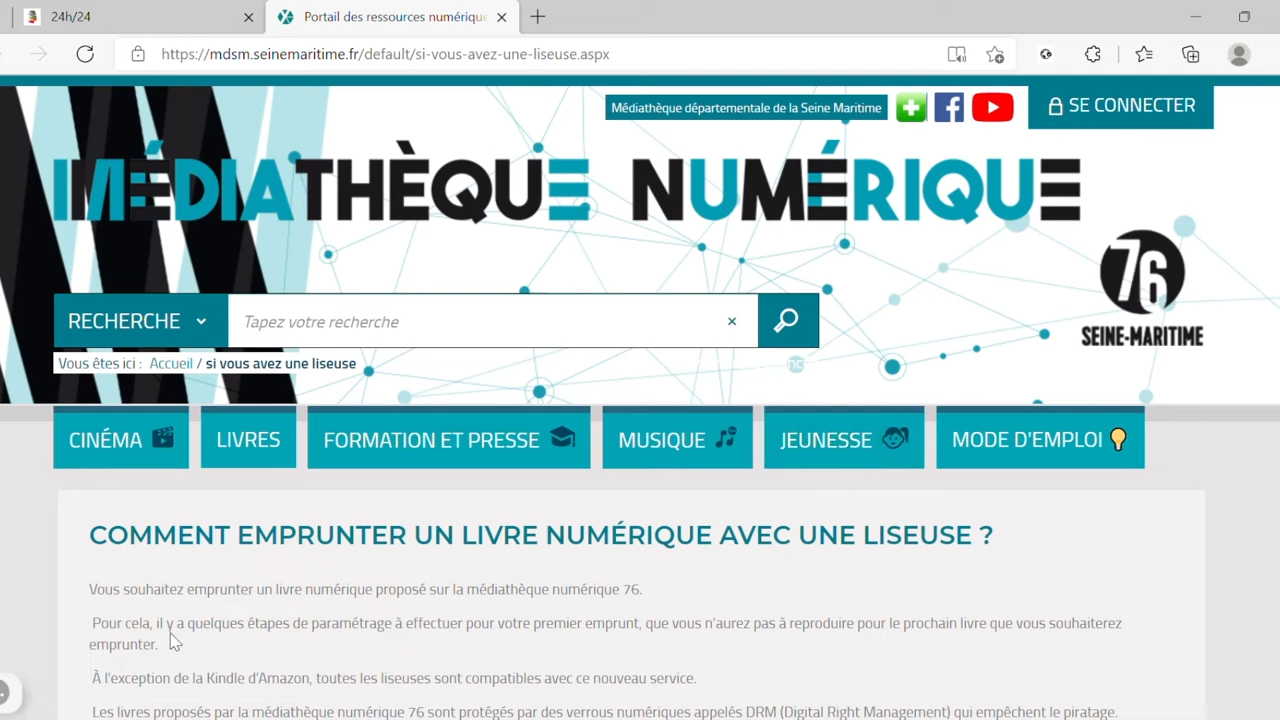 24h/24
Portail des ressources numérique
https://mdsm.seinemaritime.fr/default/si-vous-avez-une-liseuse.aspx
Médiathèque départementale de la Seine Maritime
SE CONNECTER
MÉDIATHÈQUE NUMÉRIQUE
76
SEINE-MARITIME
RECHERCHE
Tapez votre recherche
Vous êtes ici : Accueil / si vous avez une liseuse
CINÉMA
LIVRES
FORMATION ET PRESSE
MUSIQUE
JEUNESSE
MODE D'EMPLOI
COMMENT EMPRUNTER UN LIVRE NUMÉRIQUE AVEC UNE LISEUSE ?
Vous souhaitez emprunter un livre numérique proposé sur la médiathèque numérique 76.
Pour cela, il y a quelques étapes de paramétrage à effectuer pour votre premier emprunt, que vous n'aurez pas à reproduire pour le prochain livre que vous souhaiterez
emprunter.
À l'exception de la Kindle d'Amazon, toutes les liseuses sont compatibles avec ce nouveau service.
Les livres proposés par la médiathèque numérique 76 sont protégés par des verrous numériques appelés DRM (Digital Right Management) qui empêchent le piratage.